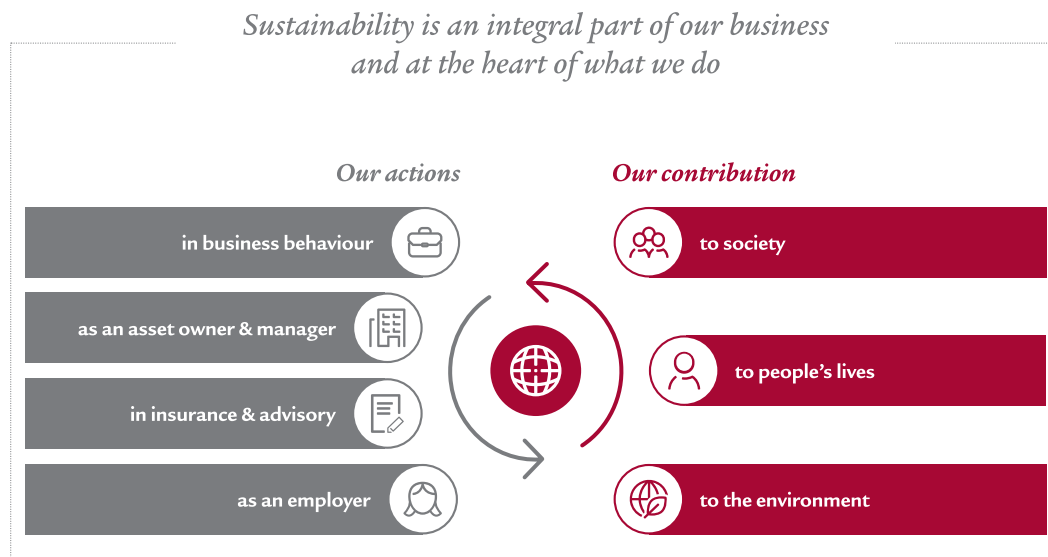 Sustainability is an integral part of our business
and at the heart of what we do
Our actions
in business behaviour
as an asset owner & manager
in insurance & advisory
as an employer
Our contribution
to society
to people’s lives
to the environment